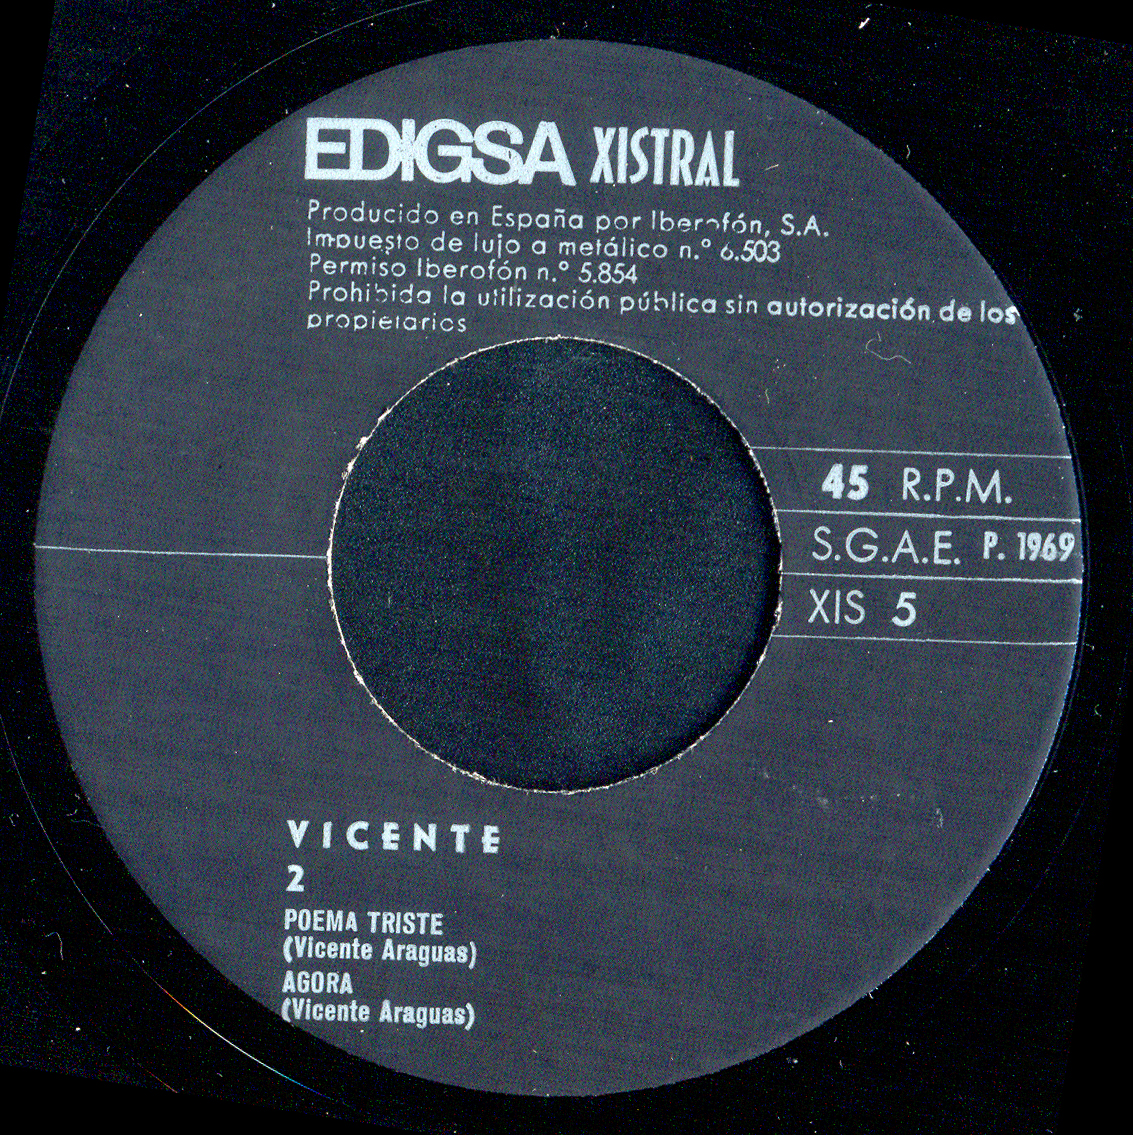 EDIGSA XISTRAL
Producido en España por Iberofón, S.A.
Impuesto de lujo a metálico n.º 6.503
Permiso Iberofón n.º 5.854
Prohibida la utilización pública sin autorización de los
propietarios
45 R.P.M.
S.G.A.E. P. 1969
XIS 5
VICENTE
2
POEMA TRISTE
(Vicente Araguas)
AGORA
(Vicente Araguas)